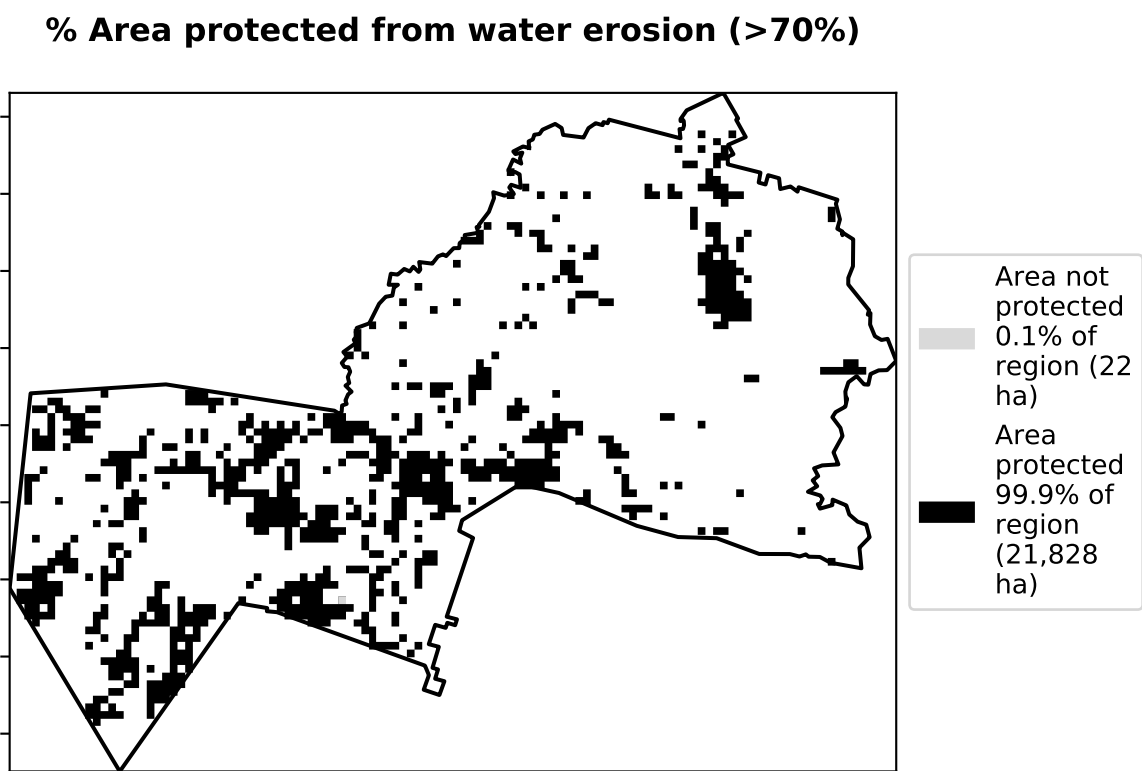 % Area protected from water erosion (>70%)
Area not
protected
0.1% of
region (22
ha)
Area
protected
99.9% of
region
(21,828
ha)